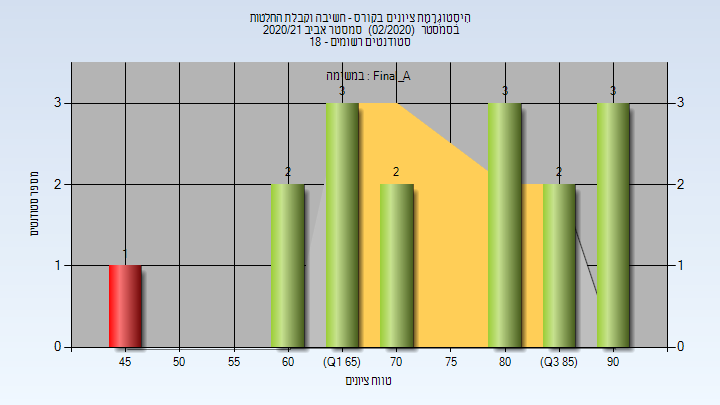 היסטוגרמת ציונים בקורס - חשיבה וקבלת החלטות
בסמסטר (02/2020) סמסטר אביב 2020/21
סטודנטים רשומים - 18
במשימה : Final_A
מספר סטודנטים
3
2
1
0
3
2
1
0
1
2
3
2
3
2
3
45
50
55
60
(Q1 65)
70
75
80
(Q3 85)
90
טווח ציונים